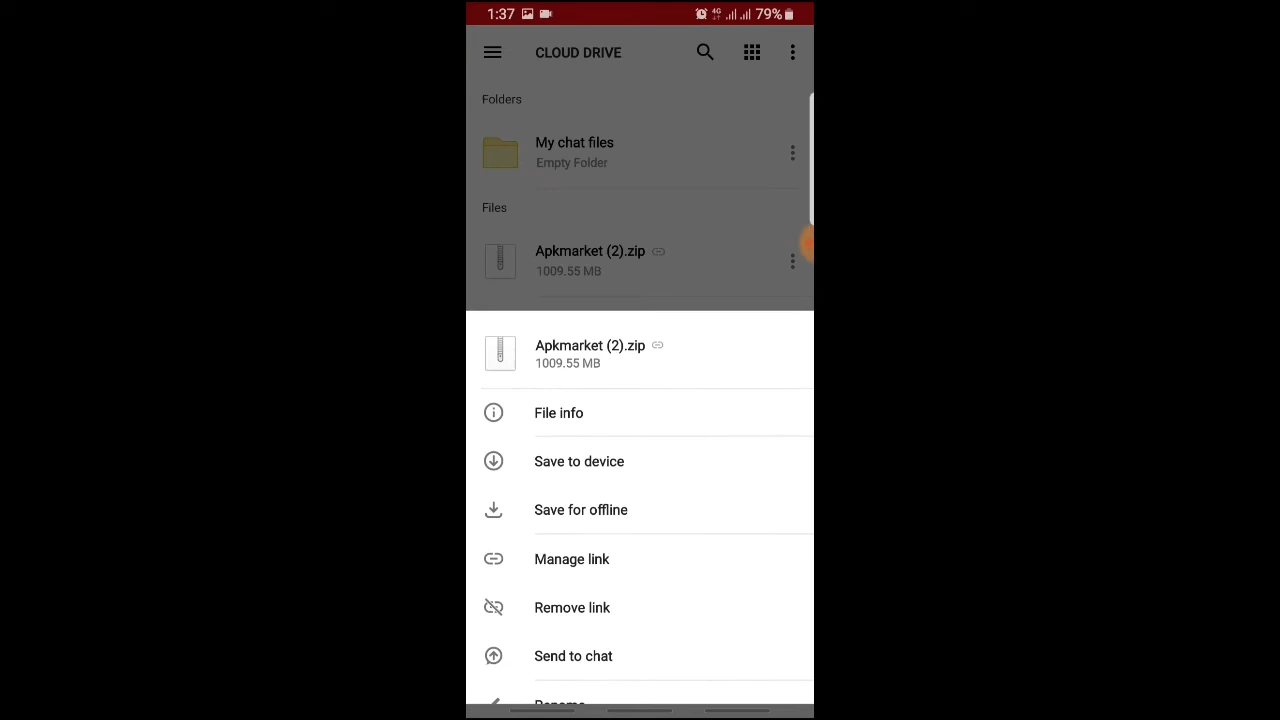 1:37 4G 79%
CLOUD DRIVE
Folders
My chat files
Empty Folder
Files
Apkmarket (2).zip
1009.55 MB
Apkmarket (2).zip
1009.55 MB
File info
Save to device
Save for offline
Manage link
Remove link
Send to chat
Rename